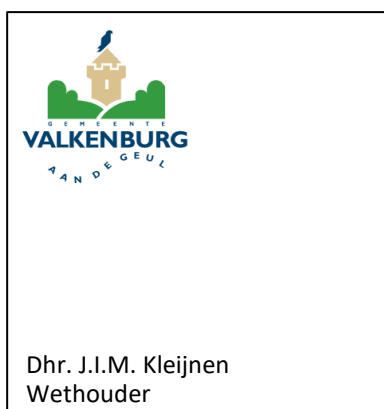 GEMEENTE
VALKENBURG
AAN DE GEUL
Dhr. J.I.M. Kleijnen
Wethouder